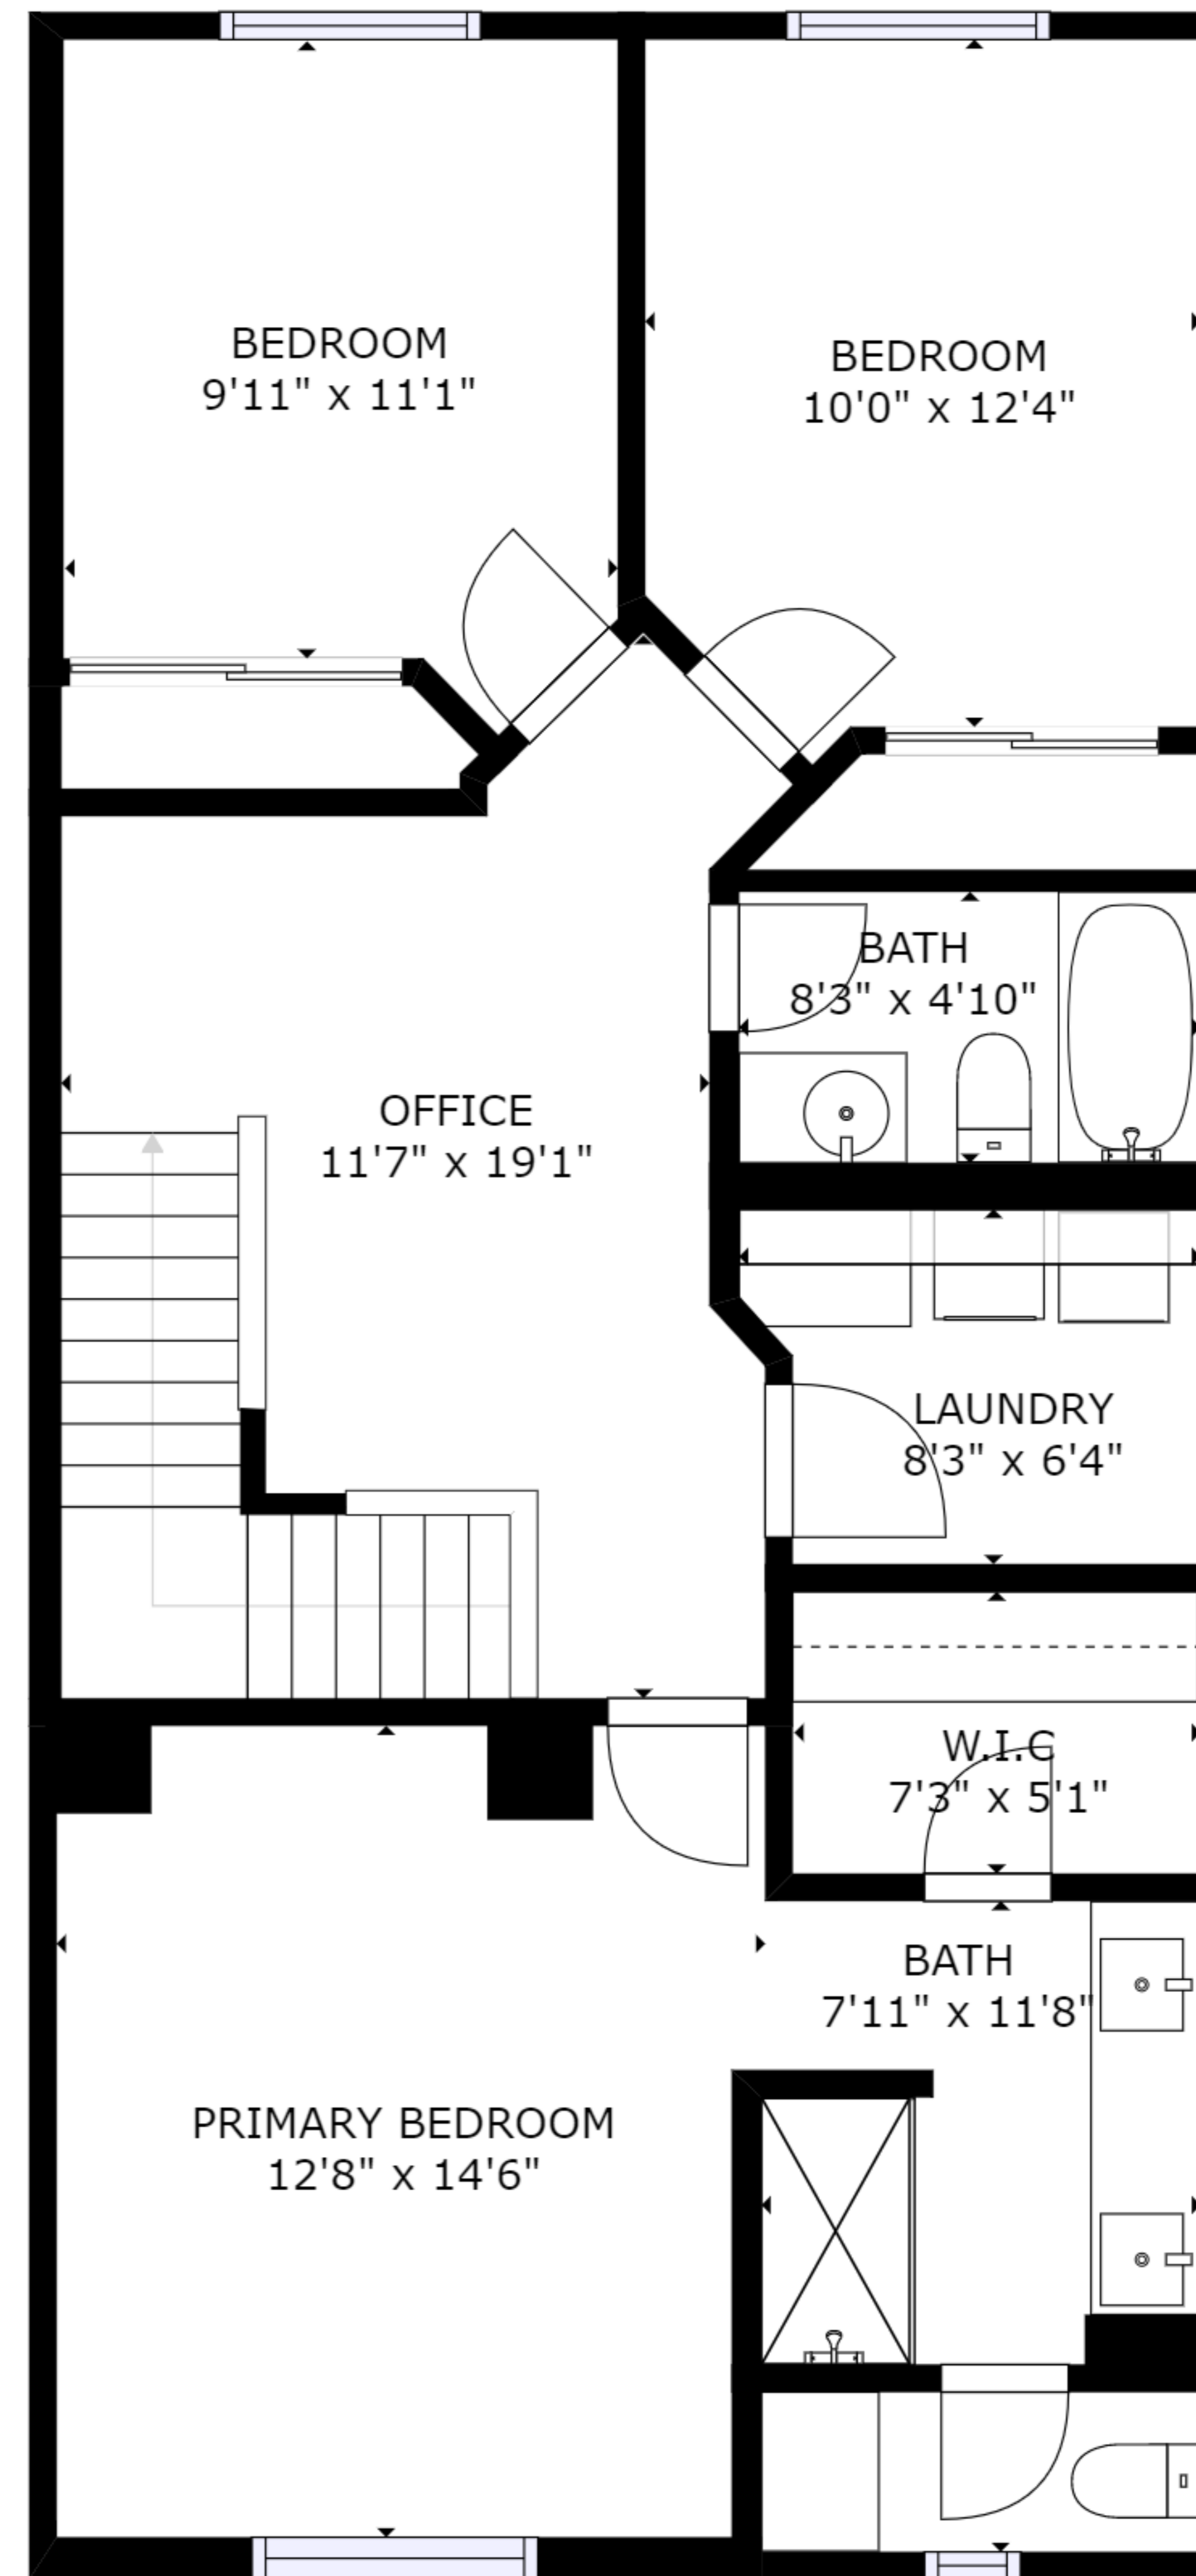 BEDROOM
9'11" x 11'1"
BEDROOM
10'0" x 12'4"
BATH
8'3" x 4'10"
OFFICE
11'7" x 19'1"
LAUNDRY
8'3" x 6'4"
W.I.C
7'3" x 5'1"
BATH
7'11" x 11'8"
PRIMARY BEDROOM
12'8" x 14'6"